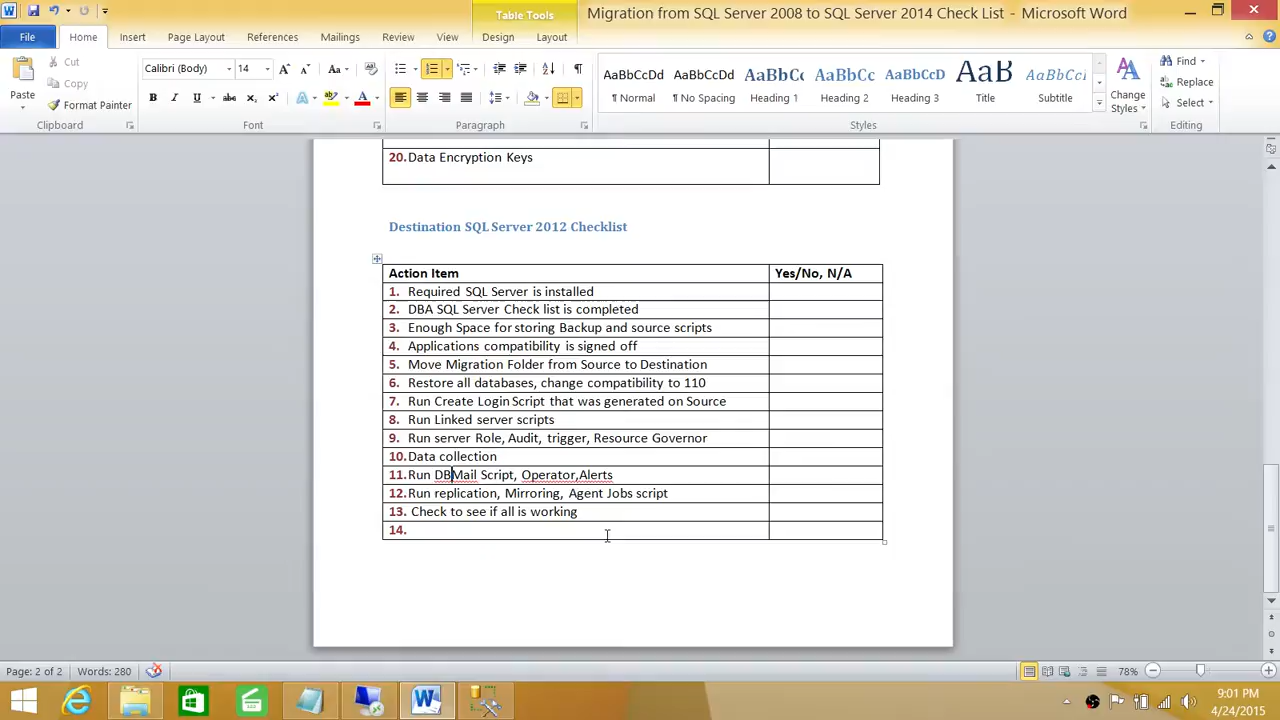 Table Tools
Migration from SQL Server 2008 to SQL Server 2014 Check List - Microsoft Word
File Home Insert Page Layout References Mailings Review View Design Layout
Cut
Copy
Format Painter
Paste
Clipboard
Calibri (Body) 14
Font
Paragraph
AaBbCcDd AaBbCcDd AaBbCc AaBbCc AaBbCcD AaB AaBbCcI
¶ Normal ¶ No Spacing Heading 1 Heading 2 Heading 3 Title Subtitle
Change
Styles
Styles
Find
Replace
Select
Editing
20. Data Encryption Keys
Destination SQL Server 2012 Checklist
Action Item Yes/No, N/A
1. Required SQL Server is installed
2. DBA SQL Server Check list is completed
3. Enough Space for storing Backup and source scripts
4. Applications compatibility is signed off
5. Move Migration Folder from Source to Destination
6. Restore all databases, change compatibility to 110
7. Run Create Login Script that was generated on Source
8. Run Linked server scripts
9. Run server Role, Audit, trigger, Resource Governor
10. Data collection
11. Run DBMail Script, Operator,Alerts
12. Run replication, Mirroring, Agent Jobs script
13. Check to see if all is working
14.
Page: 2 of 2 Words: 280 78%
9:01 PM
4/24/2015